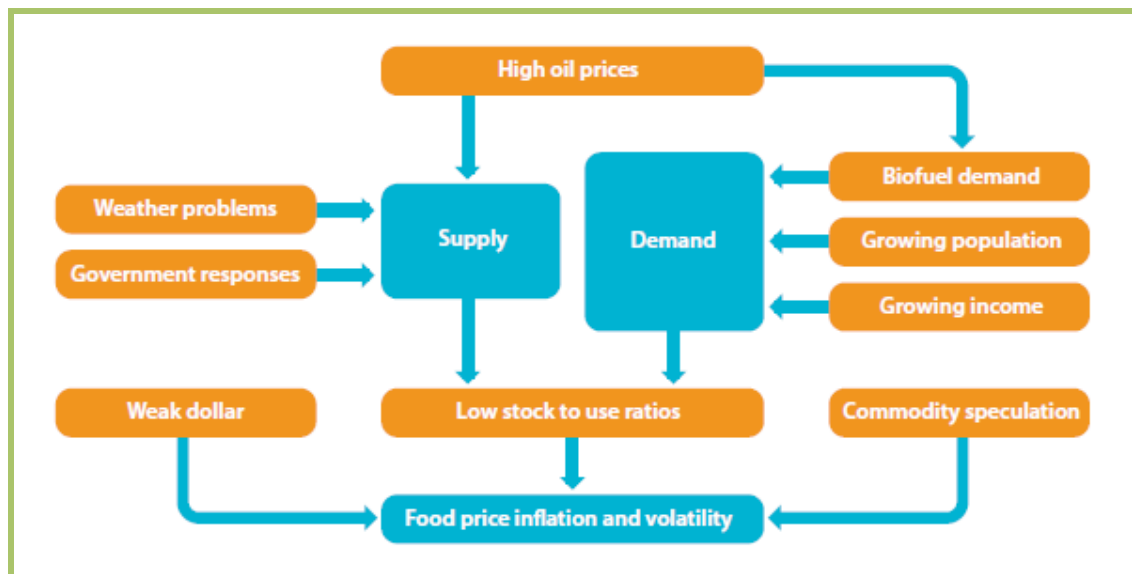 High oil prices
Biofuel demand
Weather problems
Supply
Demand
Growing population
Government responses
Growing income
Weak dollar
Low stock to use ratios
Commodity speculation
Food price inflation and volatility